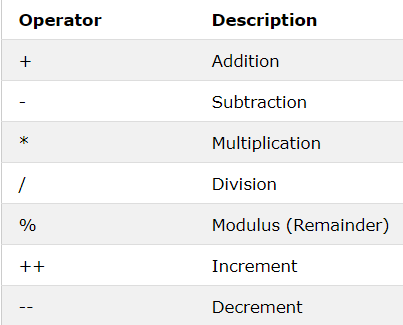 Operator Description
+ Addition
- Subtraction
* Multiplication
/ Division
% Modulus (Remainder)
++ Increment
-- Decrement